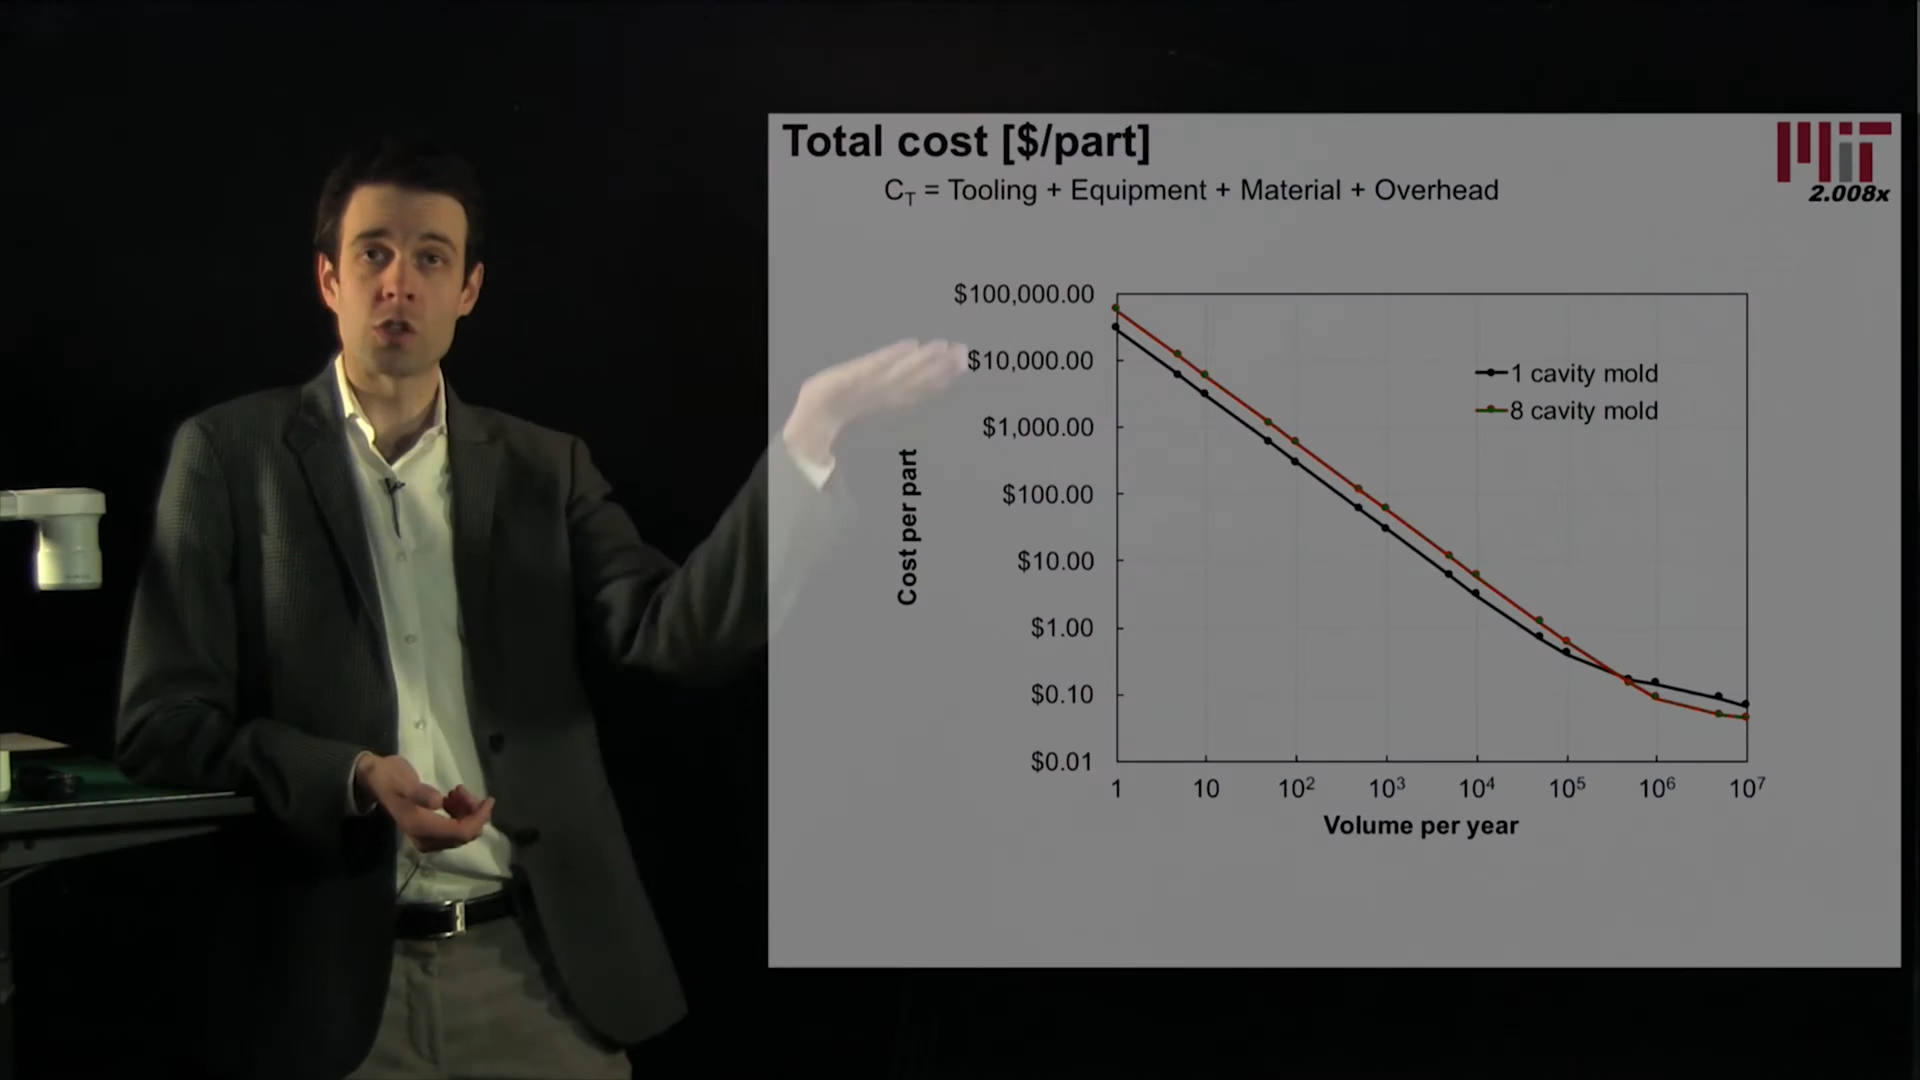 Total cost [$/part]
MIT
2.008x
C_T = Tooling + Equipment + Material + Overhead
$100,000.00
$10,000.00
$1,000.00
$100.00
$10.00
$1.00
$0.10
$0.01
Cost per part
1 cavity mold
8 cavity mold
1
10
10²
10³
10⁴
10⁵
10⁶
10⁷
Volume per year